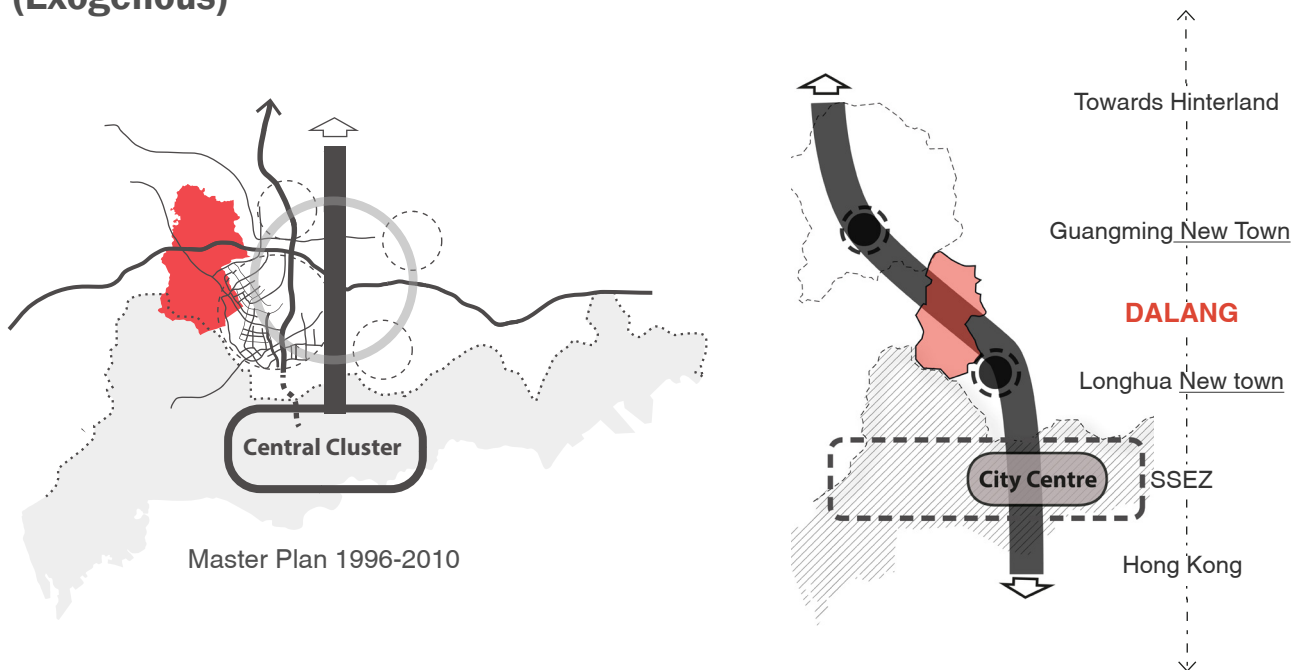 (Exogenous)
Central Cluster
Master Plan 1996-2010
Towards Hinterland
Guangming New Town
DALANG
Longhua New town
City Centre
SSEZ
Hong Kong